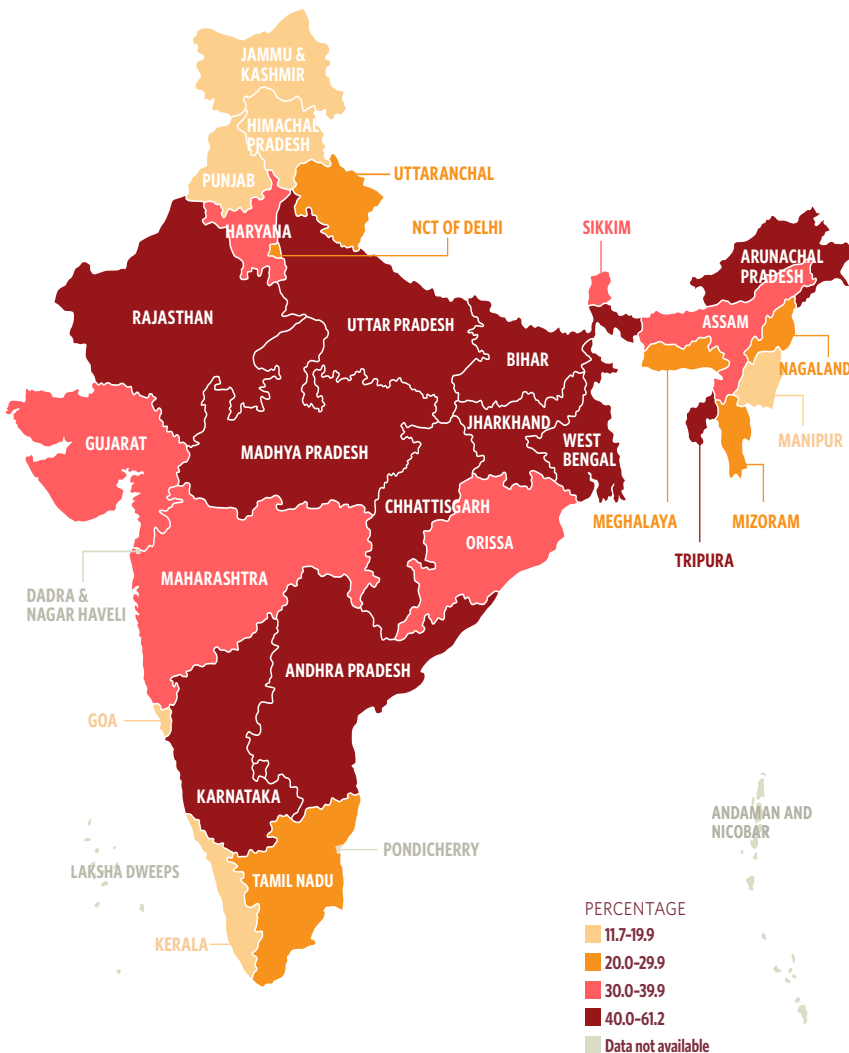 JAMMU &
KASHMIR
HIMACHAL
PRADESH
PUNJAB
UTTARANCHAL
HARYANA
NCT OF DELHI
SIKKIM
ARUNACHAL
PRADESH
RAJASTHAN
UTTAR PRADESH
ASSAM
BIHAR
NAGALAND
GUJARAT
JHARKHAND
MANIPUR
MADHYA PRADESH
WEST
BENGAL
CHHATTISGARH
MEGHALAYA
MIZORAM
ORISSA
TRIPURA
MAHARASHTRA
DADRA &
NAGAR HAVELI
ANDHRA PRADESH
GOA
KARNATAKA
ANDAMAN AND
NICOBAR
PONDICHERRY
LAKSHA DWEEPS
TAMIL NADU
KERALA
PERCENTAGE
11.7-19.9
20.0-29.9
30.0-39.9
40.0-61.2
Data not available